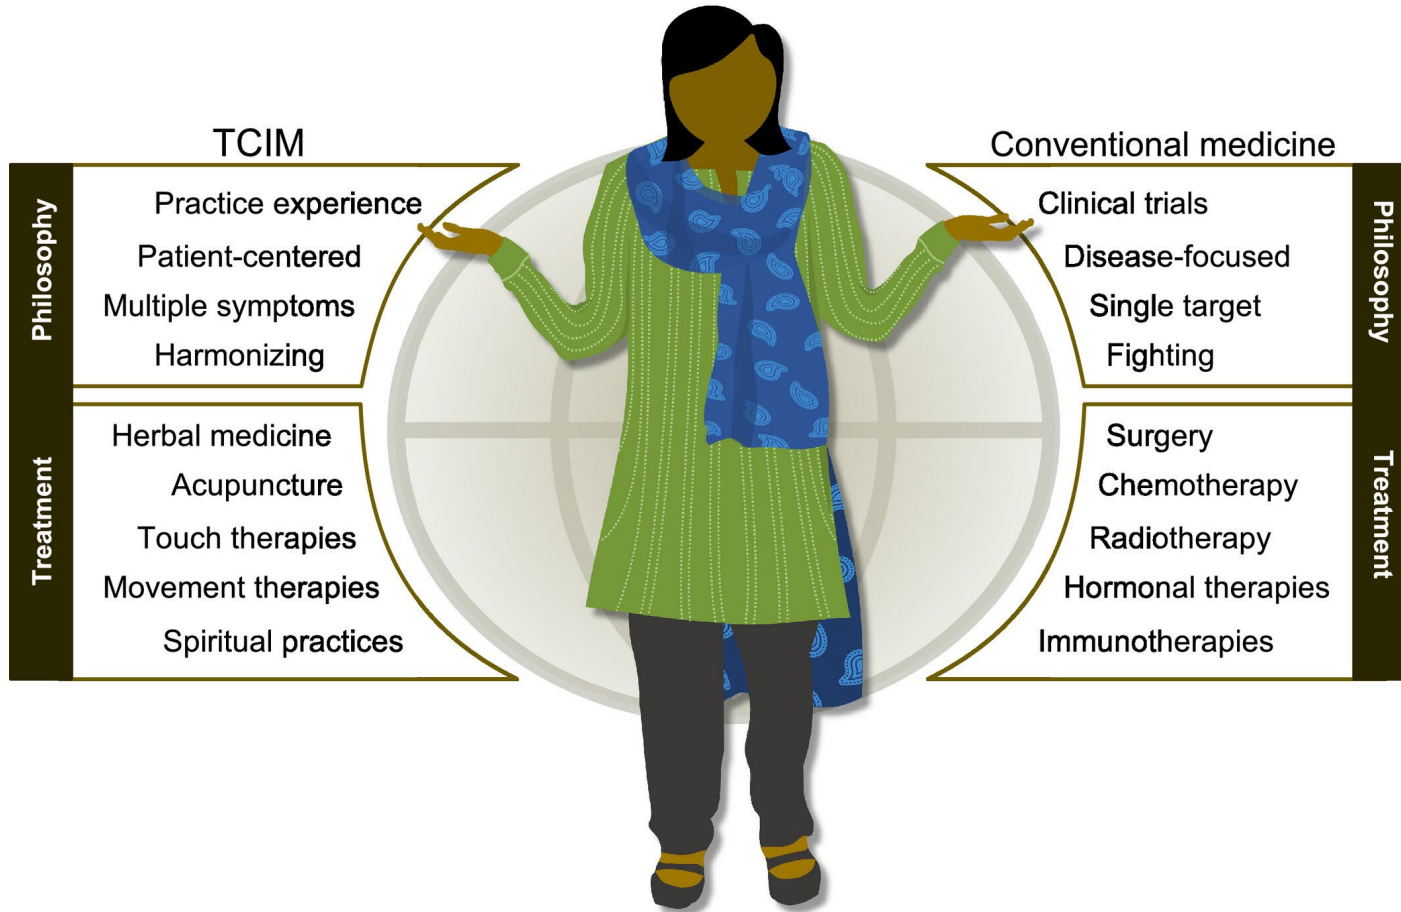 TCIM
Philosophy
Practice experience
Patient-centered
Multiple symptoms
Harmonizing
Treatment
Herbal medicine
Acupuncture
Touch therapies
Movement therapies
Spiritual practices
Conventional medicine
Philosophy
Clinical trials
Disease-focused
Single target
Fighting
Treatment
Surgery
Chemotherapy
Radiotherapy
Hormonal therapies
Immunotherapies